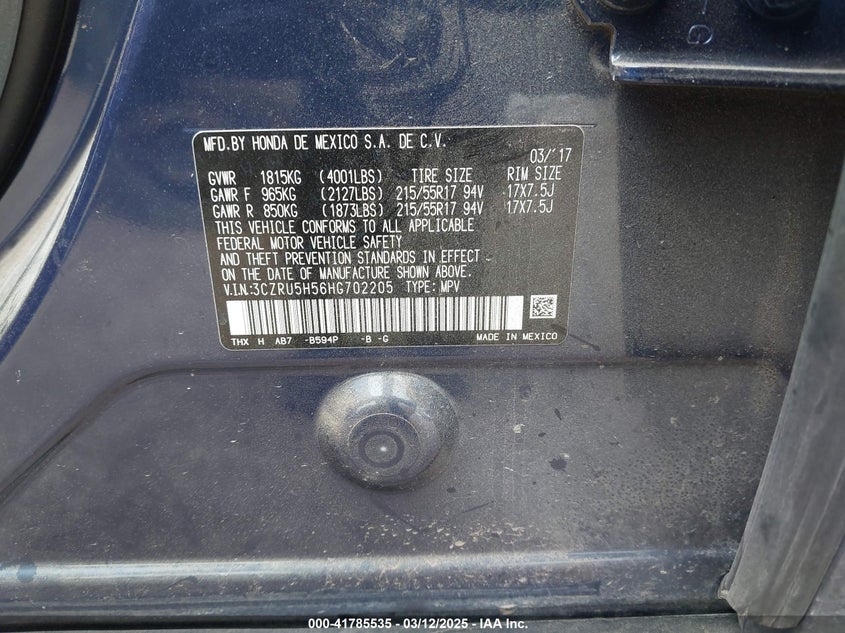 MFD.BY HONDA DE MEXICO S.A. DE C.V.
03/'17
GVWR 1815KG (4001LBS) TIRE SIZE RIM SIZE
GAWR F 965KG (2127LBS) 215/55R17 94V 17X7.5J
GAWR R 850KG (1873LBS) 215/55R17 94V 17X7.5J
THIS VEHICLE CONFORMS TO ALL APPLICABLE
FEDERAL MOTOR VEHICLE SAFETY
AND THEFT PREVENTION STANDARDS IN EFFECT
ON THE DATE OF MANUFACTURE SHOWN ABOVE.
V.I.N:3CZRU5H56HG702205 TYPE: MPV
THX H AB7 -B594P -B -G MADE IN MEXICO
000-41785535 - 03/12/2025 - IAA Inc.